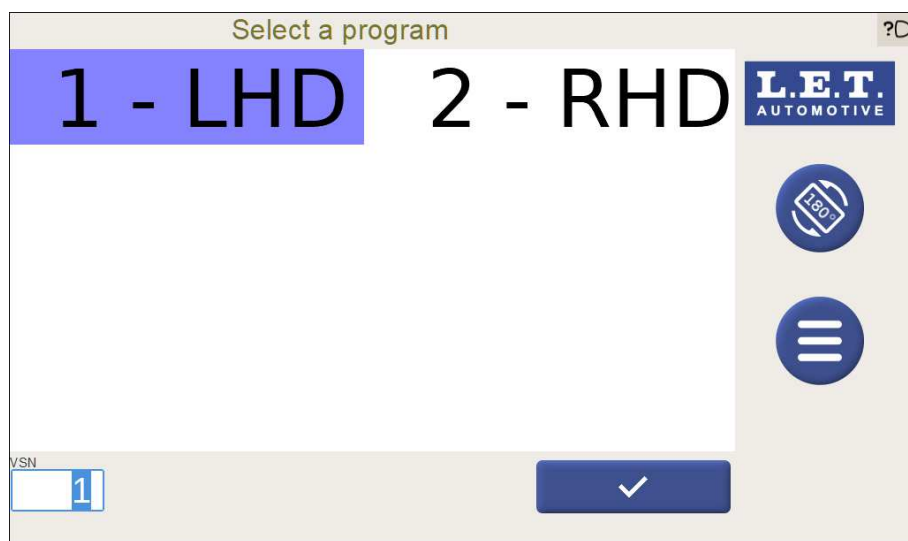 Select a program
?
1 - LHD 2 - RHD
L.E.T.
AUTOMOTIVE
180°
VSN
1